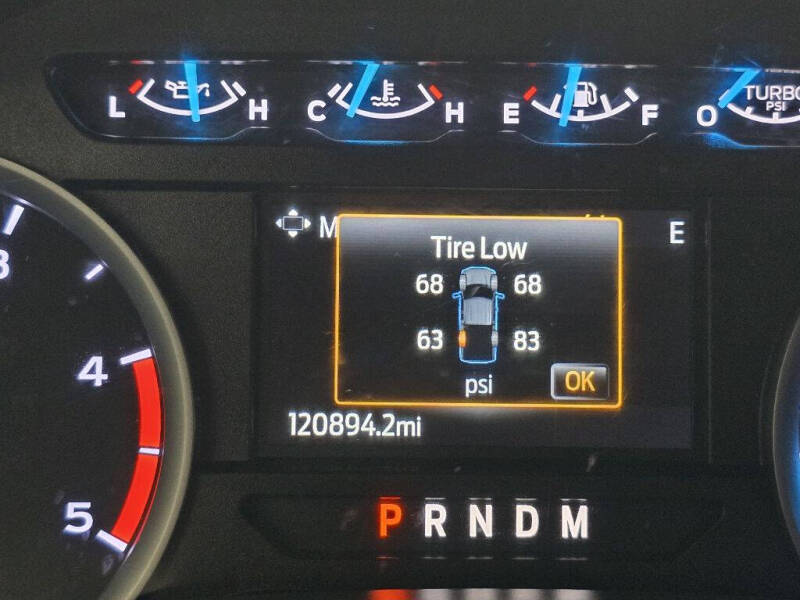 L H C H E F O TURBO
PSI
M E
Tire Low
68 68
63 83
psi OK
120894.2mi
3
4
5
P R N D M